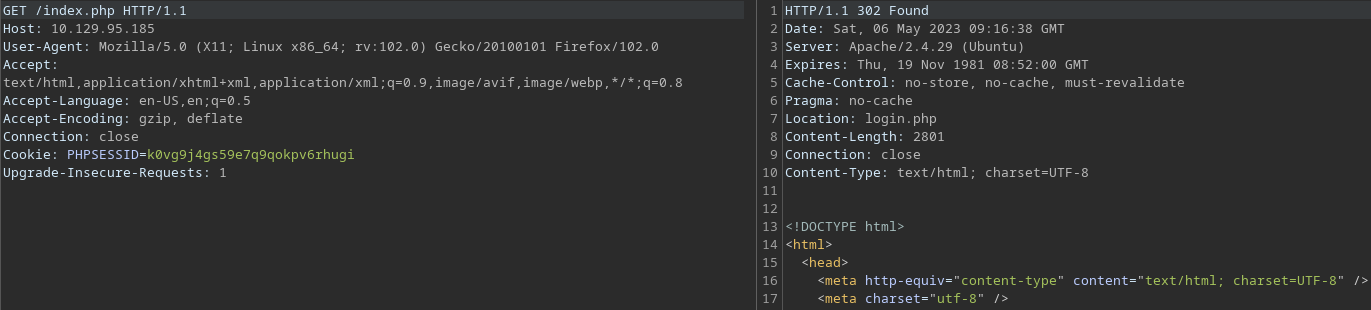 GET /index.php HTTP/1.1
Host: 10.129.95.185
User-Agent: Mozilla/5.0 (X11; Linux x86_64; rv:102.0) Gecko/20100101 Firefox/102.0
Accept:
text/html,application/xhtml+xml,application/xml;q=0.9,image/avif,image/webp,*/*;q=0.8
Accept-Language: en-US,en;q=0.5
Accept-Encoding: gzip, deflate
Connection: close
Cookie: PHPSESSID=k0vg9j4gs59e7q9qokpv6rhugi
Upgrade-Insecure-Requests: 1
1 HTTP/1.1 302 Found
2 Date: Sat, 06 May 2023 09:16:38 GMT
3 Server: Apache/2.4.29 (Ubuntu)
4 Expires: Thu, 19 Nov 1981 08:52:00 GMT
5 Cache-Control: no-store, no-cache, must-revalidate
6 Pragma: no-cache
7 Location: login.php
8 Content-Length: 2801
9 Connection: close
10 Content-Type: text/html; charset=UTF-8
11
12
13 <!DOCTYPE html>
14 <html>
15 <head>
16 <meta http-equiv="content-type" content="text/html; charset=UTF-8" />
17 <meta charset="utf-8" />